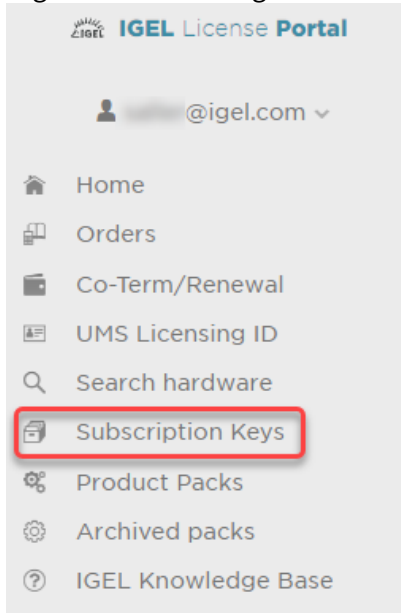 IGEL IGEL License Portal
@igel.com
Home
Orders
Co-Term/Renewal
UMS Licensing ID
Search hardware
Subscription Keys
Product Packs
Archived packs
IGEL Knowledge Base